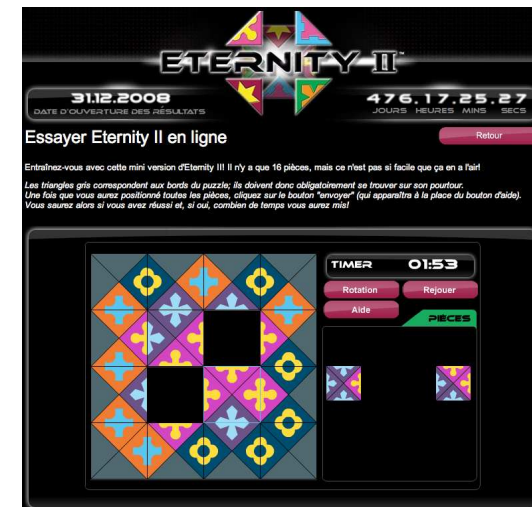 ETERNITY II™
31.12.2008
DATE D'OUVERTURE DES RÉSULTATS
476.17.25.27
JOURS HEURES MINS SECS
Essayer Eternity II en ligne
Retour
Entraînez-vous avec cette mini version d'Eternity II! Il n'y a que 16 pièces, mais ce n'est pas si facile que ça en a l'air!
Les triangles gris correspondent aux bords du puzzle; ils doivent donc obligatoirement se trouver sur son pourtour.
Une fois que vous aurez positionné toutes les pièces, cliquez sur le bouton "envoyer" (qui apparaîtra à la place du bouton d'aide).
Vous saurez alors si vous avez réussi et, si oui, combien de temps vous aurez mis!
TIMER 01:53
Rotation Rejouer
Aide
PIÈCES